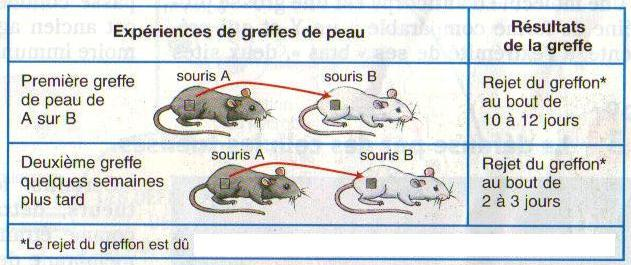 Expériences de greffes de peau
Résultats
de la greffe
Première greffe
de peau de
A sur B
souris A
souris B
Rejet du greffon*
au bout de
10 à 12 jours
Deuxième greffe
quelques semaines
plus tard
souris A
souris B
Rejet du greffon*
au bout de
2 à 3 jours
*Le rejet du greffon est dû